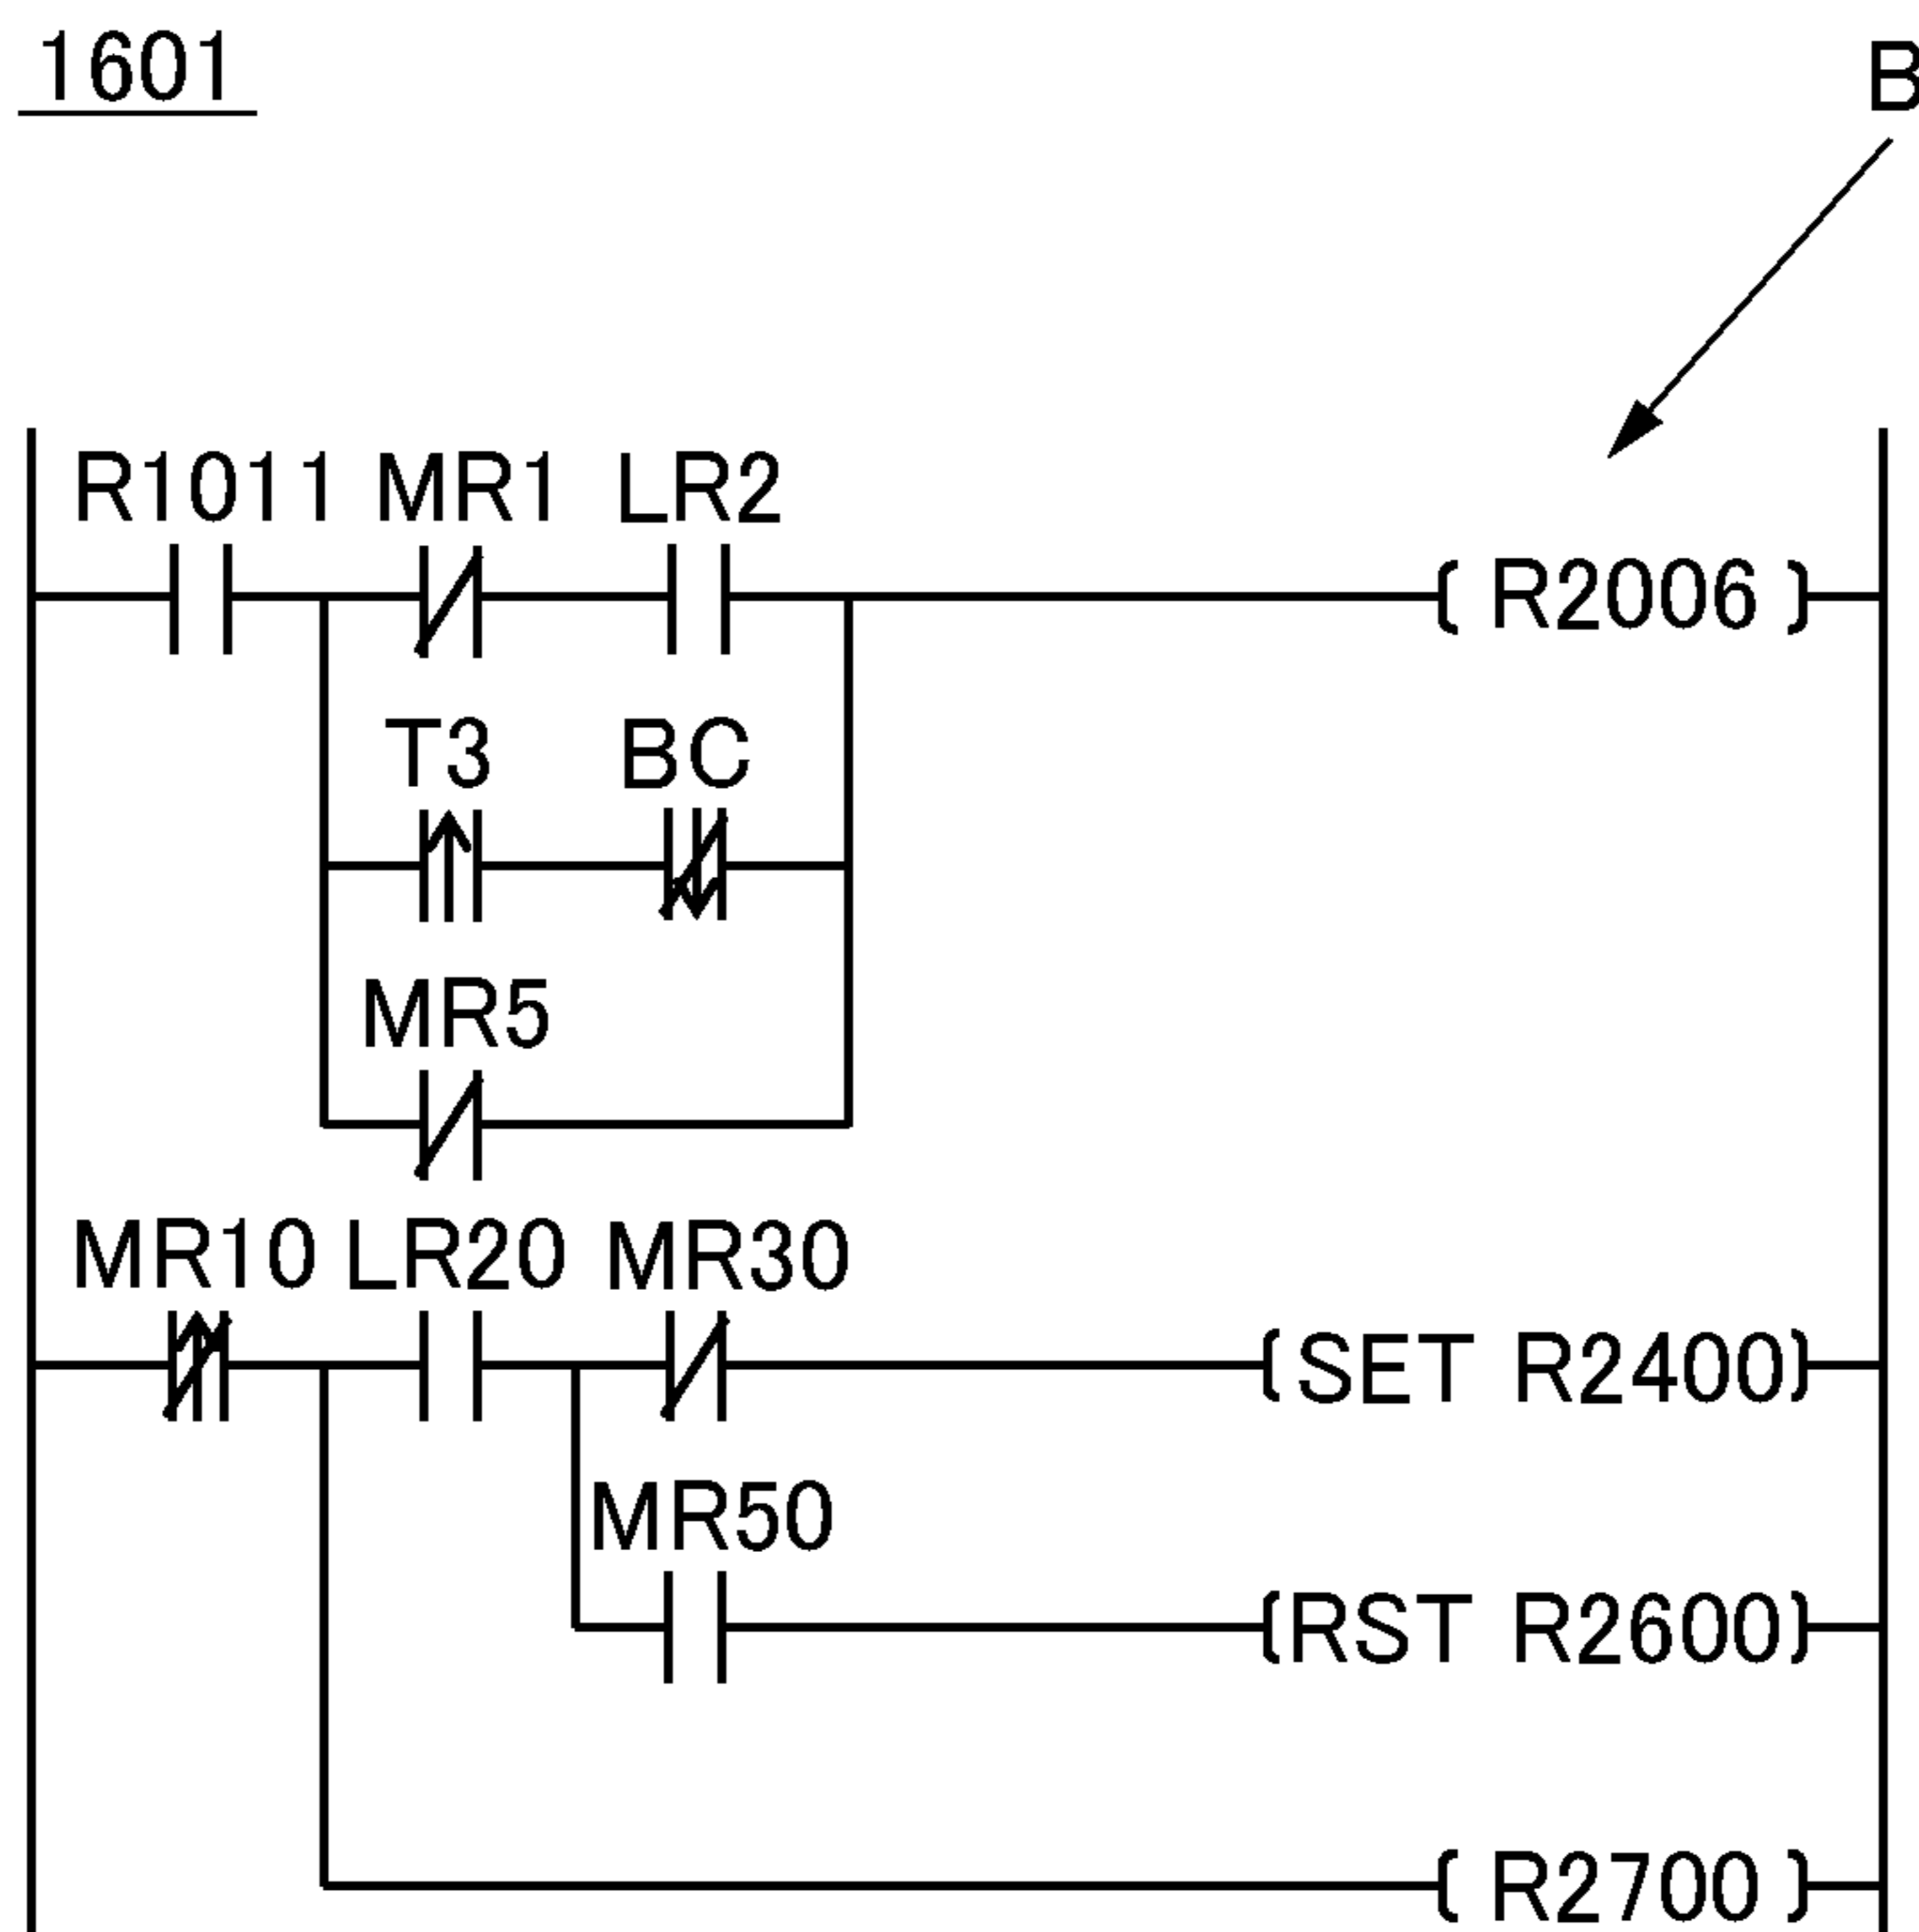 1601
B
R1011 MR1 LR2
R2006
T3 BC
MR5
MR10 LR20 MR30
SET R2400
MR50
RST R2600
R2700